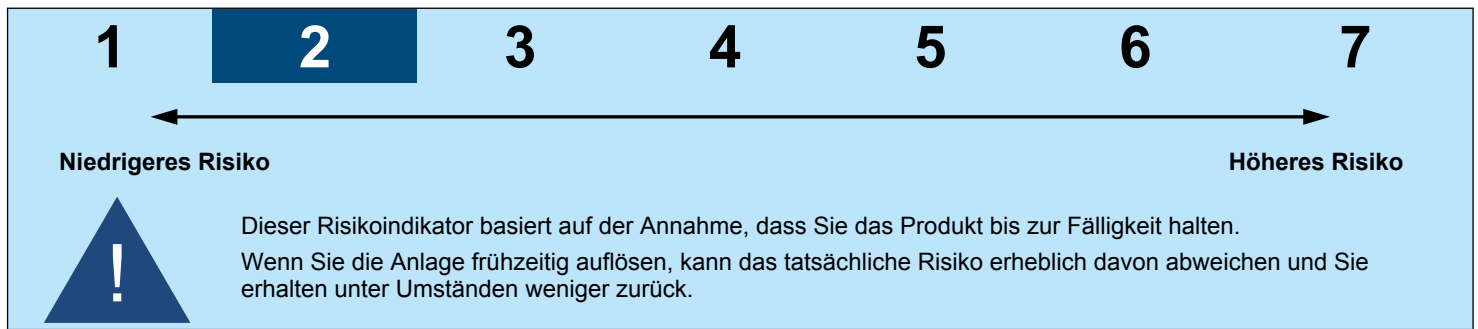 1 2 3 4 5 6 7
Niedrigeres Risiko Höheres Risiko
Dieser Risikoindikator basiert auf der Annahme, dass Sie das Produkt bis zur Fälligkeit halten.
!
Wenn Sie die Anlage frühzeitig auflösen, kann das tatsächliche Risiko erheblich davon abweichen und Sie
erhalten unter Umständen weniger zurück.